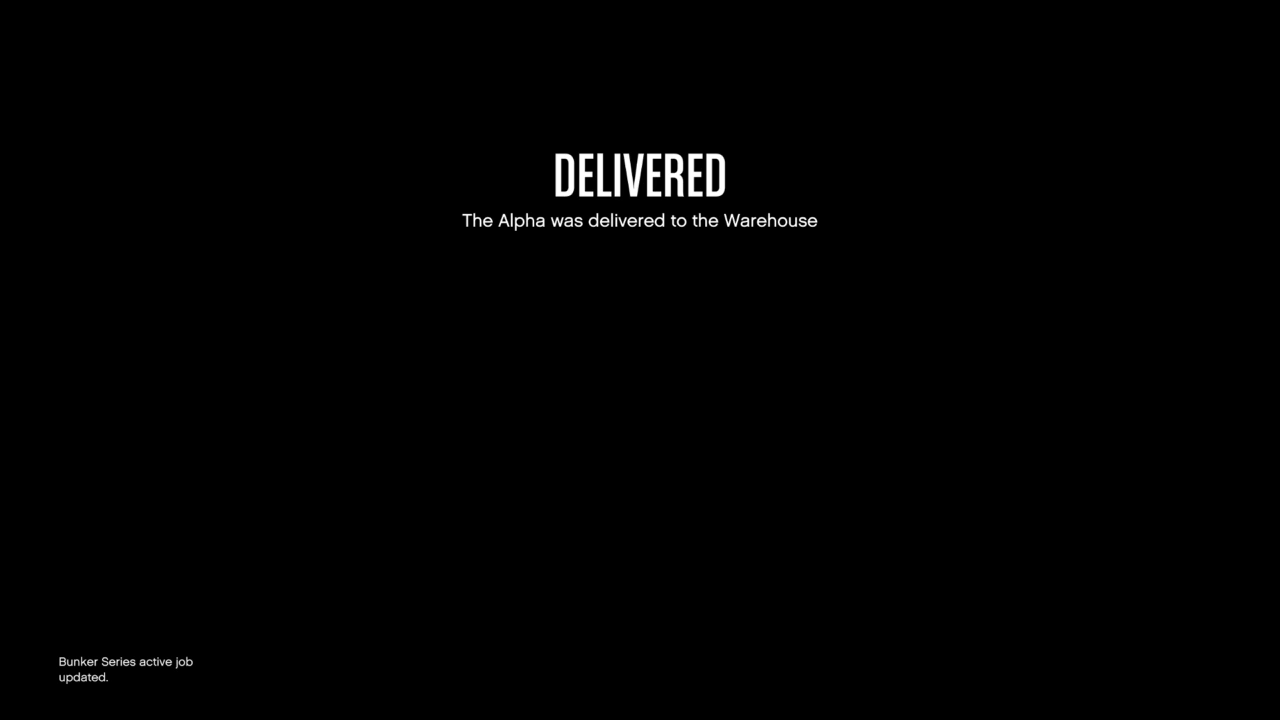 DELIVERED
The Alpha was delivered to the Warehouse
Bunker Series active job
updated.